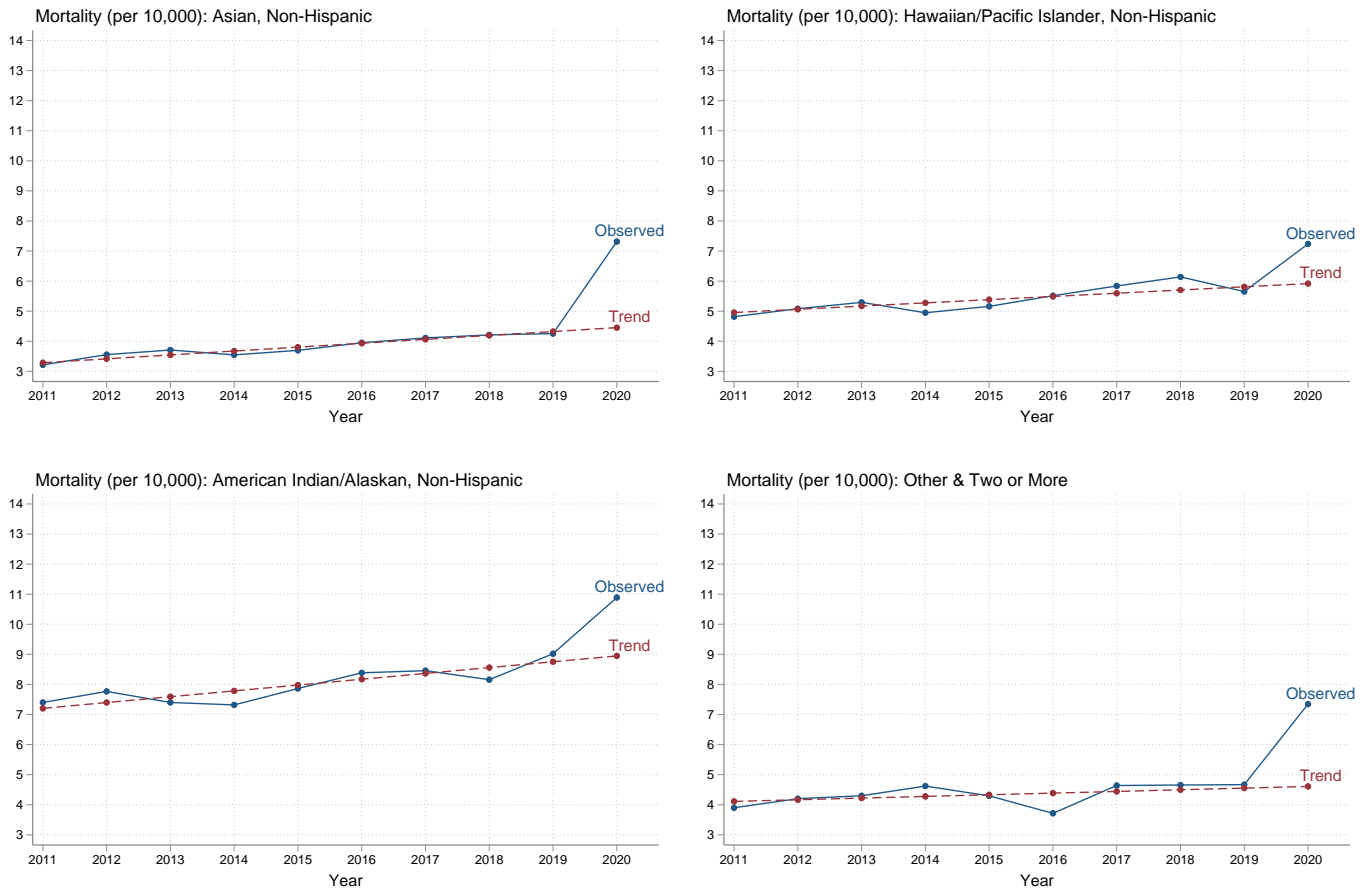 Mortality (per 10,000): Asian, Non-Hispanic
14
13
12
11
10
9
8
7
6
5
4
3
Observed
Trend
2011 2012 2013 2014 2015 2016 2017 2018 2019 2020
Year
Mortality (per 10,000): Hawaiian/Pacific Islander, Non-Hispanic
14
13
12
11
10
9
8
7
6
5
4
3
Observed
Trend
2011 2012 2013 2014 2015 2016 2017 2018 2019 2020
Year
Mortality (per 10,000): American Indian/Alaskan, Non-Hispanic
14
13
12
11
10
9
8
7
6
5
4
3
Observed
Trend
2011 2012 2013 2014 2015 2016 2017 2018 2019 2020
Year
Mortality (per 10,000): Other & Two or More
14
13
12
11
10
9
8
7
6
5
4
3
Observed
Trend
2011 2012 2013 2014 2015 2016 2017 2018 2019 2020
Year